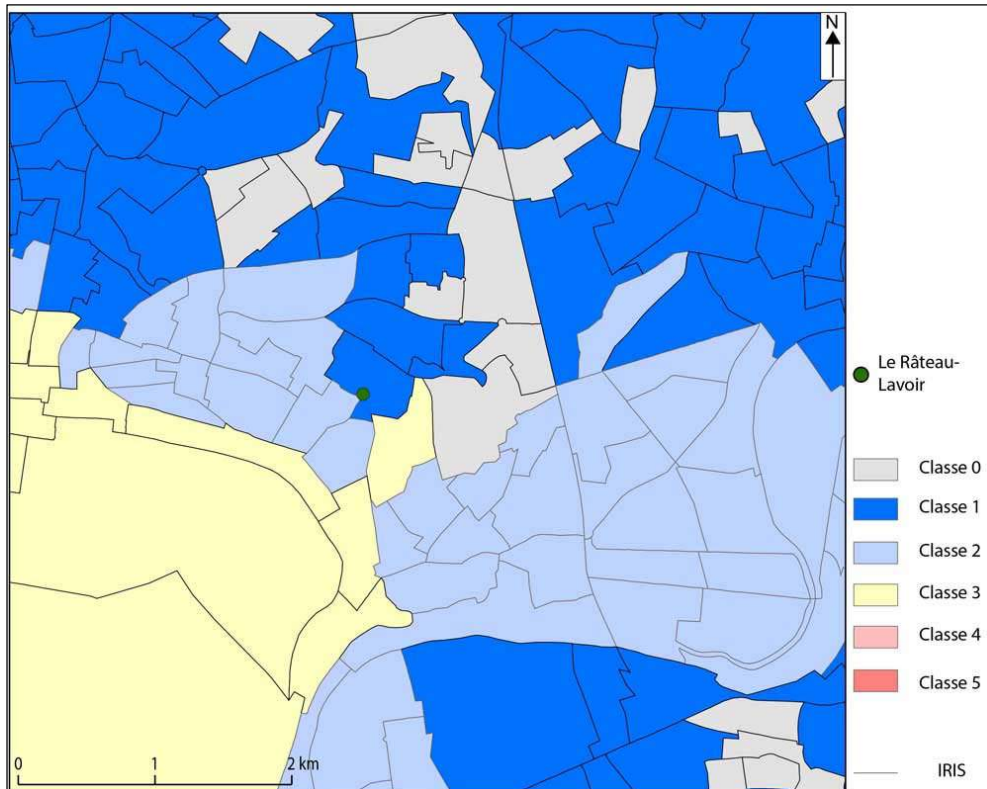 N
Le Râteau-
Lavoir
Classe 0
Classe 1
Classe 2
Classe 3
Classe 4
Classe 5
IRIS
0 1 2 km